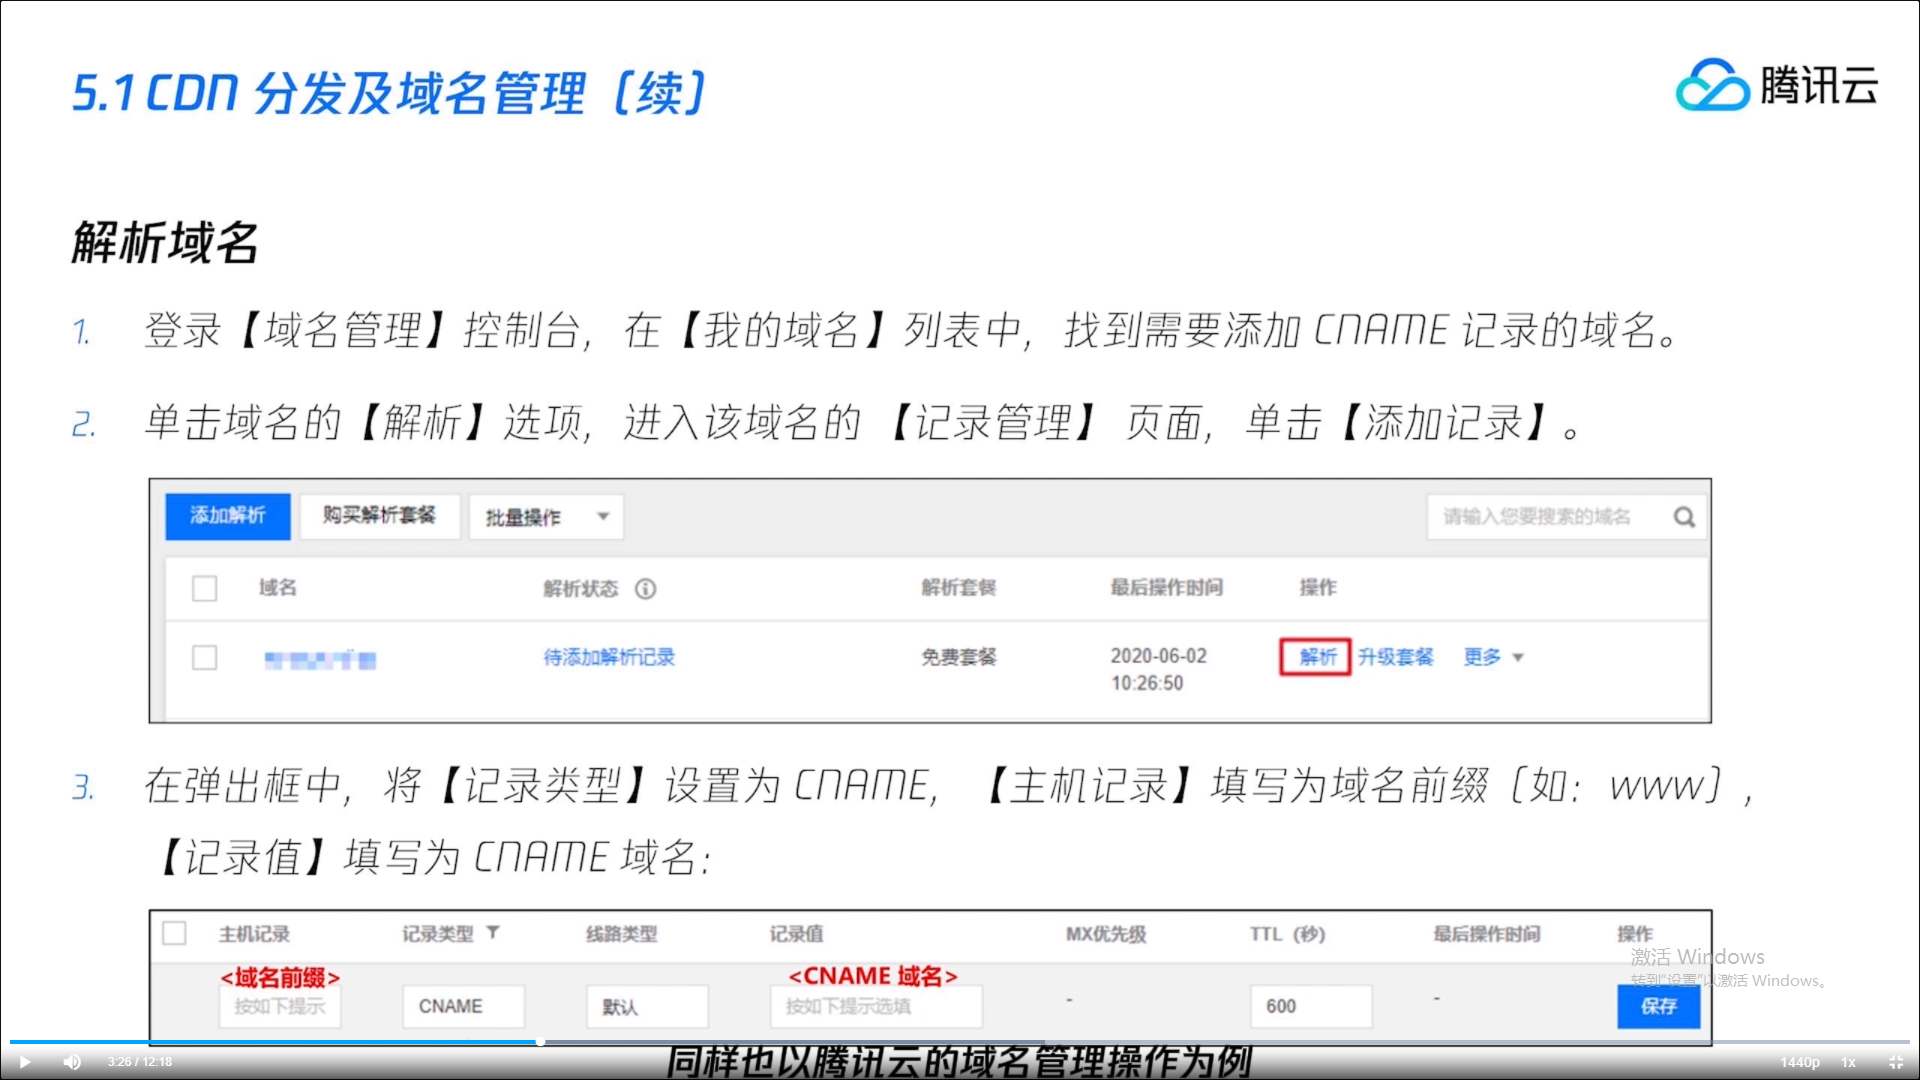 5.1 CDN 分发及域名管理（续）
腾讯云
解析域名
1. 登录【域名管理】控制台，在【我的域名】列表中，找到需要添加 CNAME 记录的域名。
2. 单击域名的【解析】选项，进入该域名的 【记录管理】 页面，单击【添加记录】。
添加解析 购买解析套餐 批量操作 请输入您要搜索的域名
域名 解析状态 解析套餐 最后操作时间 操作
待添加解析记录 免费套餐 2020-06-02 解析 升级套餐 更多
10:26:50
3. 在弹出框中，将【记录类型】设置为 CNAME，【主机记录】填写为域名前缀（如：www），
【记录值】填写为 CNAME 域名：
主机记录 记录类型 线路类型 记录值 MX优先级 TTL（秒） 最后操作时间 操作
激活 Windows
<域名前缀> <CNAME 域名>
转到"设置"以激活 Windows。
按如下提示 CNAME 默认 按如下提示选填 - 600 - 保存
同样也以腾讯云的域名管理操作为例
3:26 / 12:18 1440p 1x